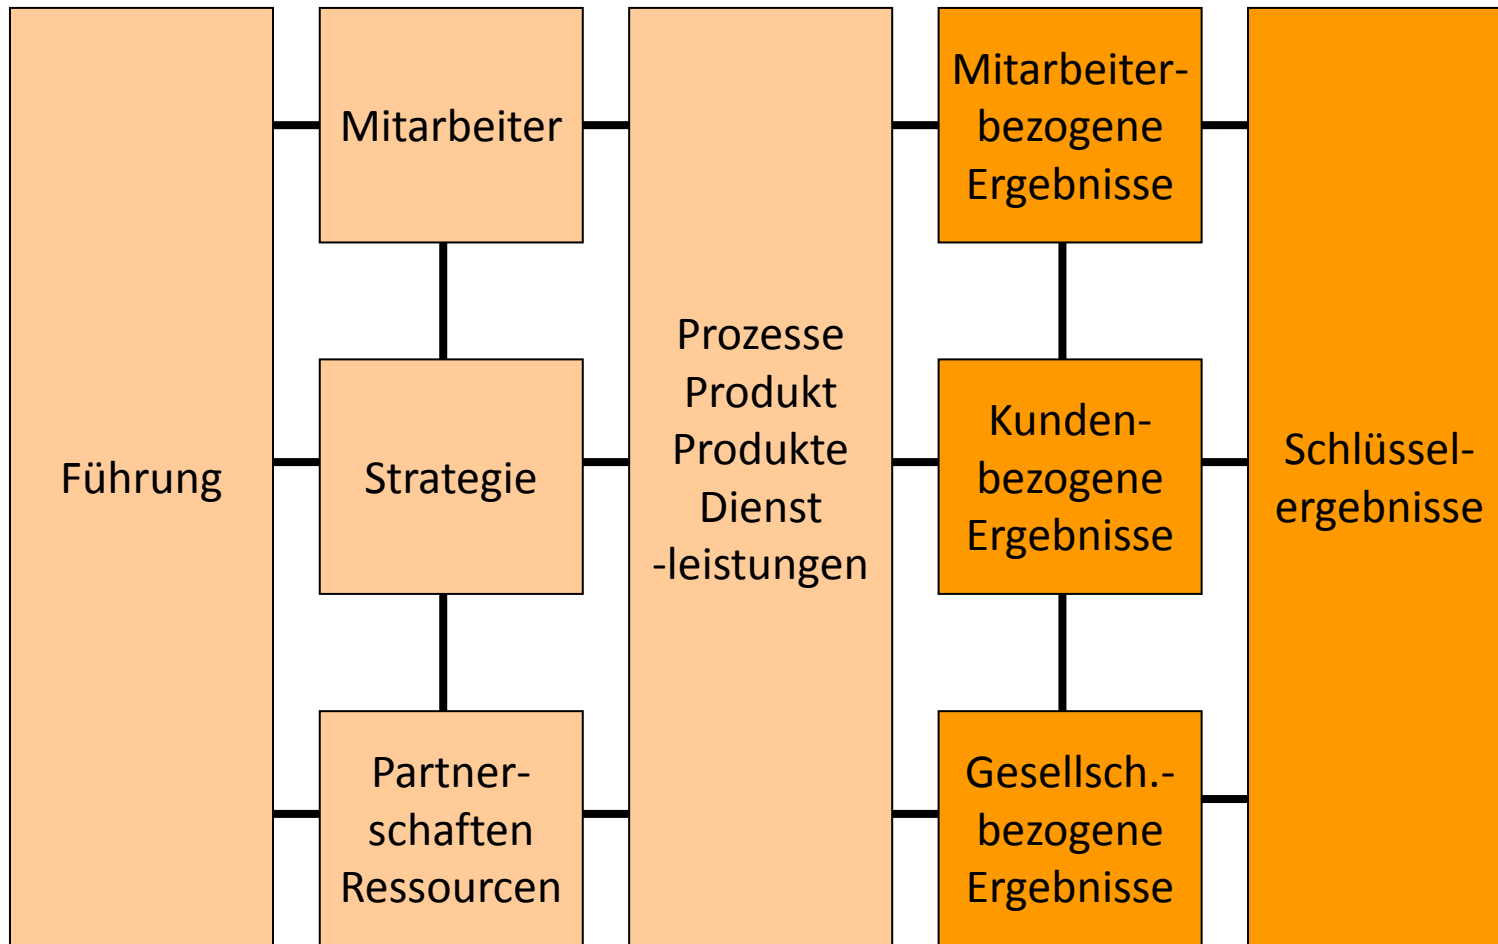 Führung
Mitarbeiter
Strategie
Partner-
schaften
Ressourcen
Prozesse
Produkt
Produkte
Dienst
-leistungen
Mitarbeiter-
bezogene
Ergebnisse
Kunden-
bezogene
Ergebnisse
Gesellsch.-
bezogene
Ergebnisse
Schlüssel-
ergebnisse